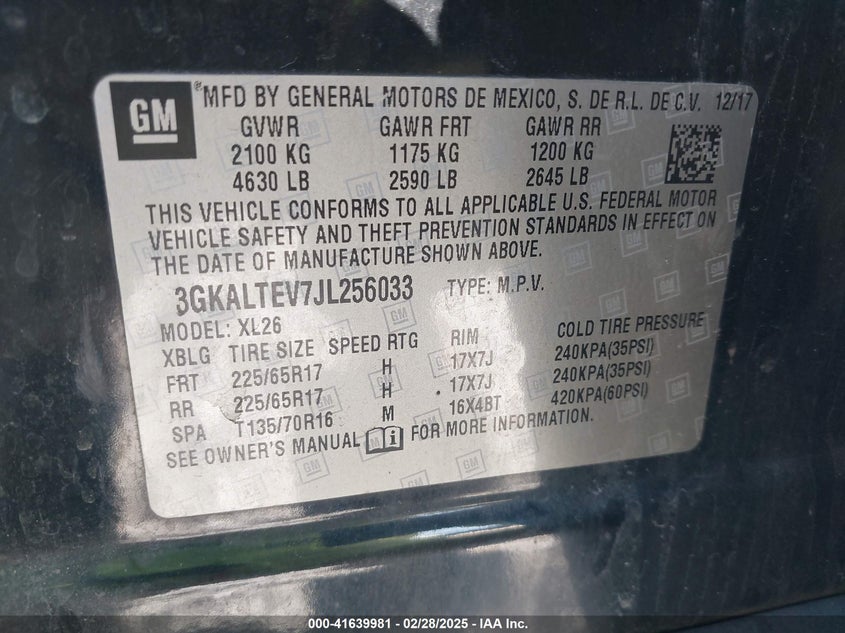 GM ®MFD BY GENERAL MOTORS DE MEXICO, S. DE R.L. DE C.V. 12/17
GVWR GAWR FRT GAWR RR
2100 KG 1175 KG 1200 KG
4630 LB 2590 LB 2645 LB
THIS VEHICLE CONFORMS TO ALL APPLICABLE U.S. FEDERAL MOTOR
VEHICLE SAFETY AND THEFT PREVENTION STANDARDS IN EFFECT ON
THE DATE OF MANUFACTURE SHOWN ABOVE.
3GKALTEV7JL256033 TYPE: M.P.V.
MODEL: XL26
XBLG TIRE SIZE SPEED RTG RIM COLD TIRE PRESSURE
FRT 225/65R17 H 17X7J 240KPA(35PSI)
RR 225/65R17 H 17X7J 240KPA(35PSI)
SPA T135/70R16 M 16X4BT 420KPA(60PSI)
SEE OWNER'S MANUAL i FOR MORE INFORMATION.
000-41639981 - 02/28/2025 - IAA Inc.